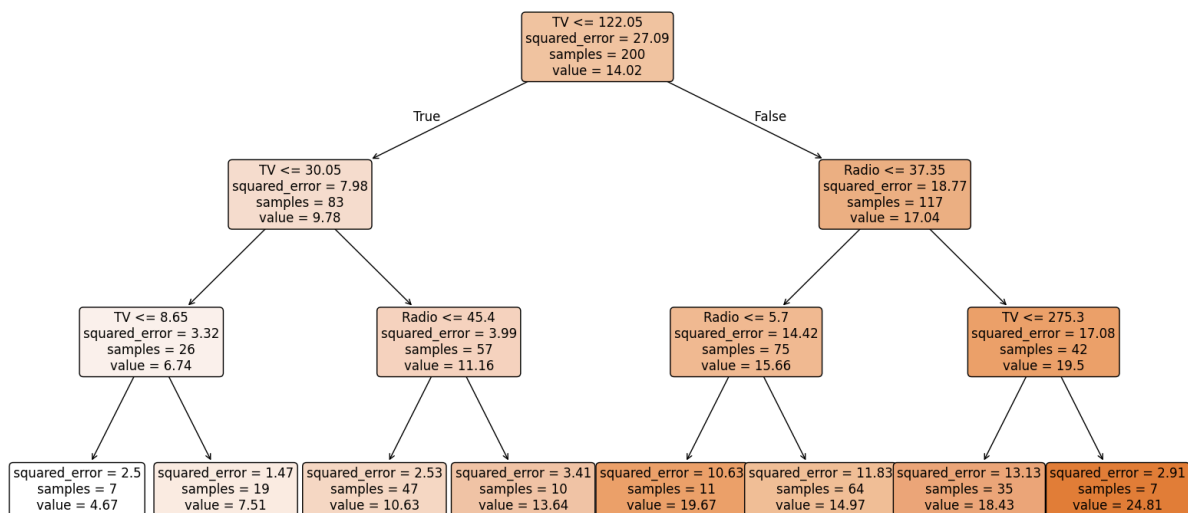 TV <= 122.05
squared_error = 27.09
samples = 200
value = 14.02
True
False
TV <= 30.05
squared_error = 7.98
samples = 83
value = 9.78
Radio <= 37.35
squared_error = 18.77
samples = 117
value = 17.04
TV <= 8.65
squared_error = 3.32
samples = 26
value = 6.74
Radio <= 45.4
squared_error = 3.99
samples = 57
value = 11.16
Radio <= 5.7
squared_error = 14.42
samples = 75
value = 15.66
TV <= 275.3
squared_error = 17.08
samples = 42
value = 19.5
squared_error = 2.5
samples = 7
value = 4.67
squared_error = 1.47
samples = 19
value = 7.51
squared_error = 2.53
samples = 47
value = 10.63
squared_error = 3.41
samples = 10
value = 13.64
squared_error = 10.63
samples = 11
value = 19.67
squared_error = 11.83
samples = 64
value = 14.97
squared_error = 13.13
samples = 35
value = 18.43
squared_error = 2.91
samples = 7
value = 24.81